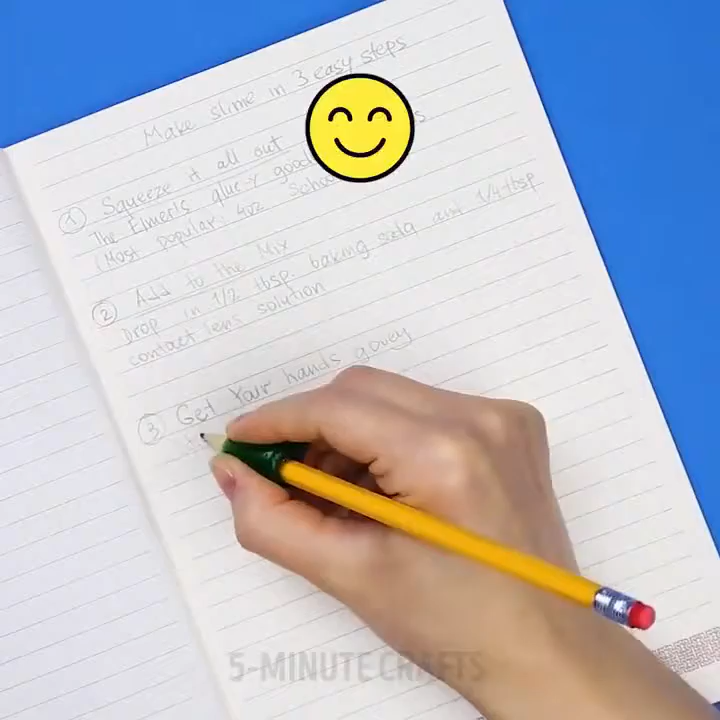 Make slime in 3 easy steps
① Squeeze it all out
The Elmer's glue-y good
(Most popular: 4oz. Schoo
② Add to the Mix
Drop in 1/2 tbsp. baking soda and 1/4 tbsp
contact lens solution
③ Get Your hands gooey
5-MINUTE CRAFTS